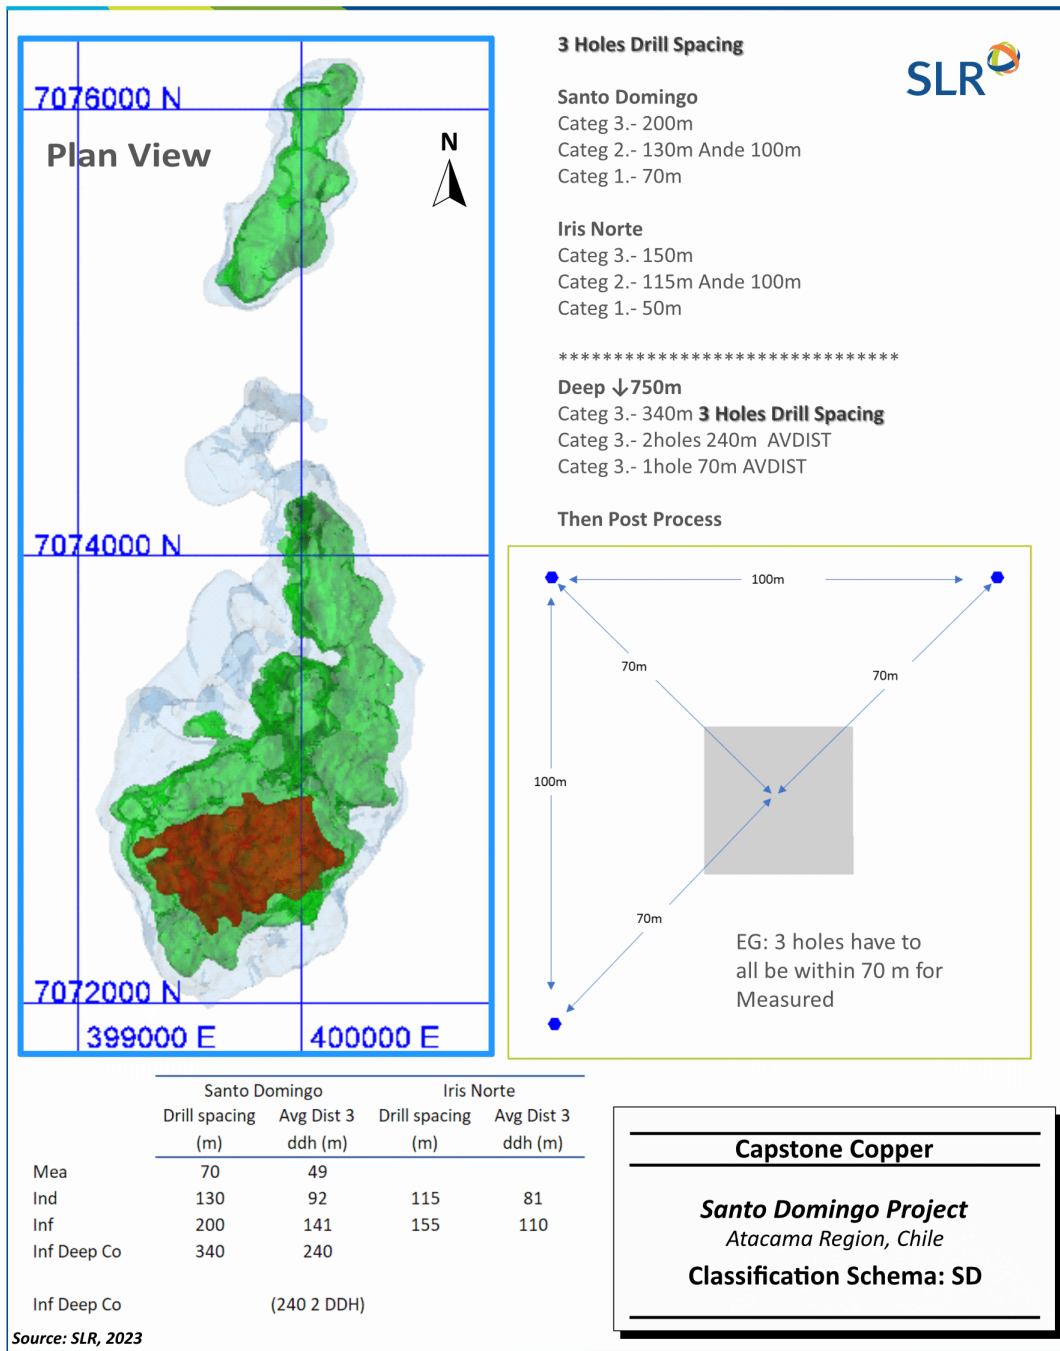 7076000 N
Plan View
N
7074000 N
7072000 N
399000 E
400000 E
3 Holes Drill Spacing
SLR
Santo Domingo
Categ 3.- 200m
Categ 2.- 130m Ande 100m
Categ 1.- 70m
Iris Norte
Categ 3.- 150m
Categ 2.- 115m Ande 100m
Categ 1.- 50m
*******************************
Deep ↓750m
Categ 3.- 340m 3 Holes Drill Spacing
Categ 3.- 2holes 240m AVDIST
Categ 3.- 1hole 70m AVDIST
Then Post Process
100m
70m
70m
100m
70m
EG: 3 holes have to
all be within 70 m for
Measured
Santo Domingo Iris Norte
Drill spacing Avg Dist 3 Drill spacing Avg Dist 3
(m) ddh (m) (m) ddh (m)
Mea 70 49
Ind 130 92 115 81
Inf 200 141 155 110
Inf Deep Co 340 240
Inf Deep Co (240 2 DDH)
Source: SLR, 2023
Capstone Copper
Santo Domingo Project
Atacama Region, Chile
Classification Schema: SD